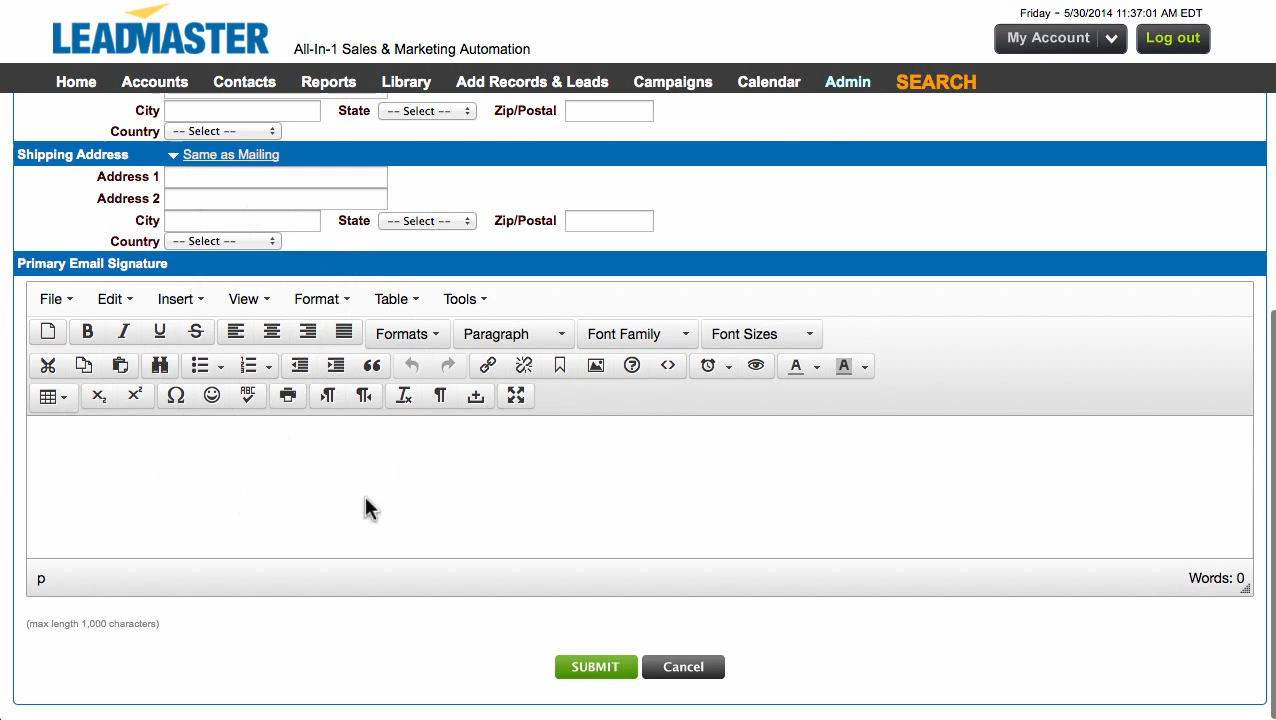 Friday - 5/30/2014 11:37:01 AM EDT
LEADMASTER All-In-1 Sales & Marketing Automation
My Account Log out
Home Accounts Contacts Reports Library Add Records & Leads Campaigns Calendar Admin SEARCH
City State -- Select -- Zip/Postal
Country -- Select --
Shipping Address Same as Mailing
Address 1
Address 2
City State -- Select -- Zip/Postal
Country -- Select --
Primary Email Signature
File Edit Insert View Format Table Tools
Formats Paragraph Font Family Font Sizes
p Words: 0
(max length 1,000 characters)
SUBMIT Cancel